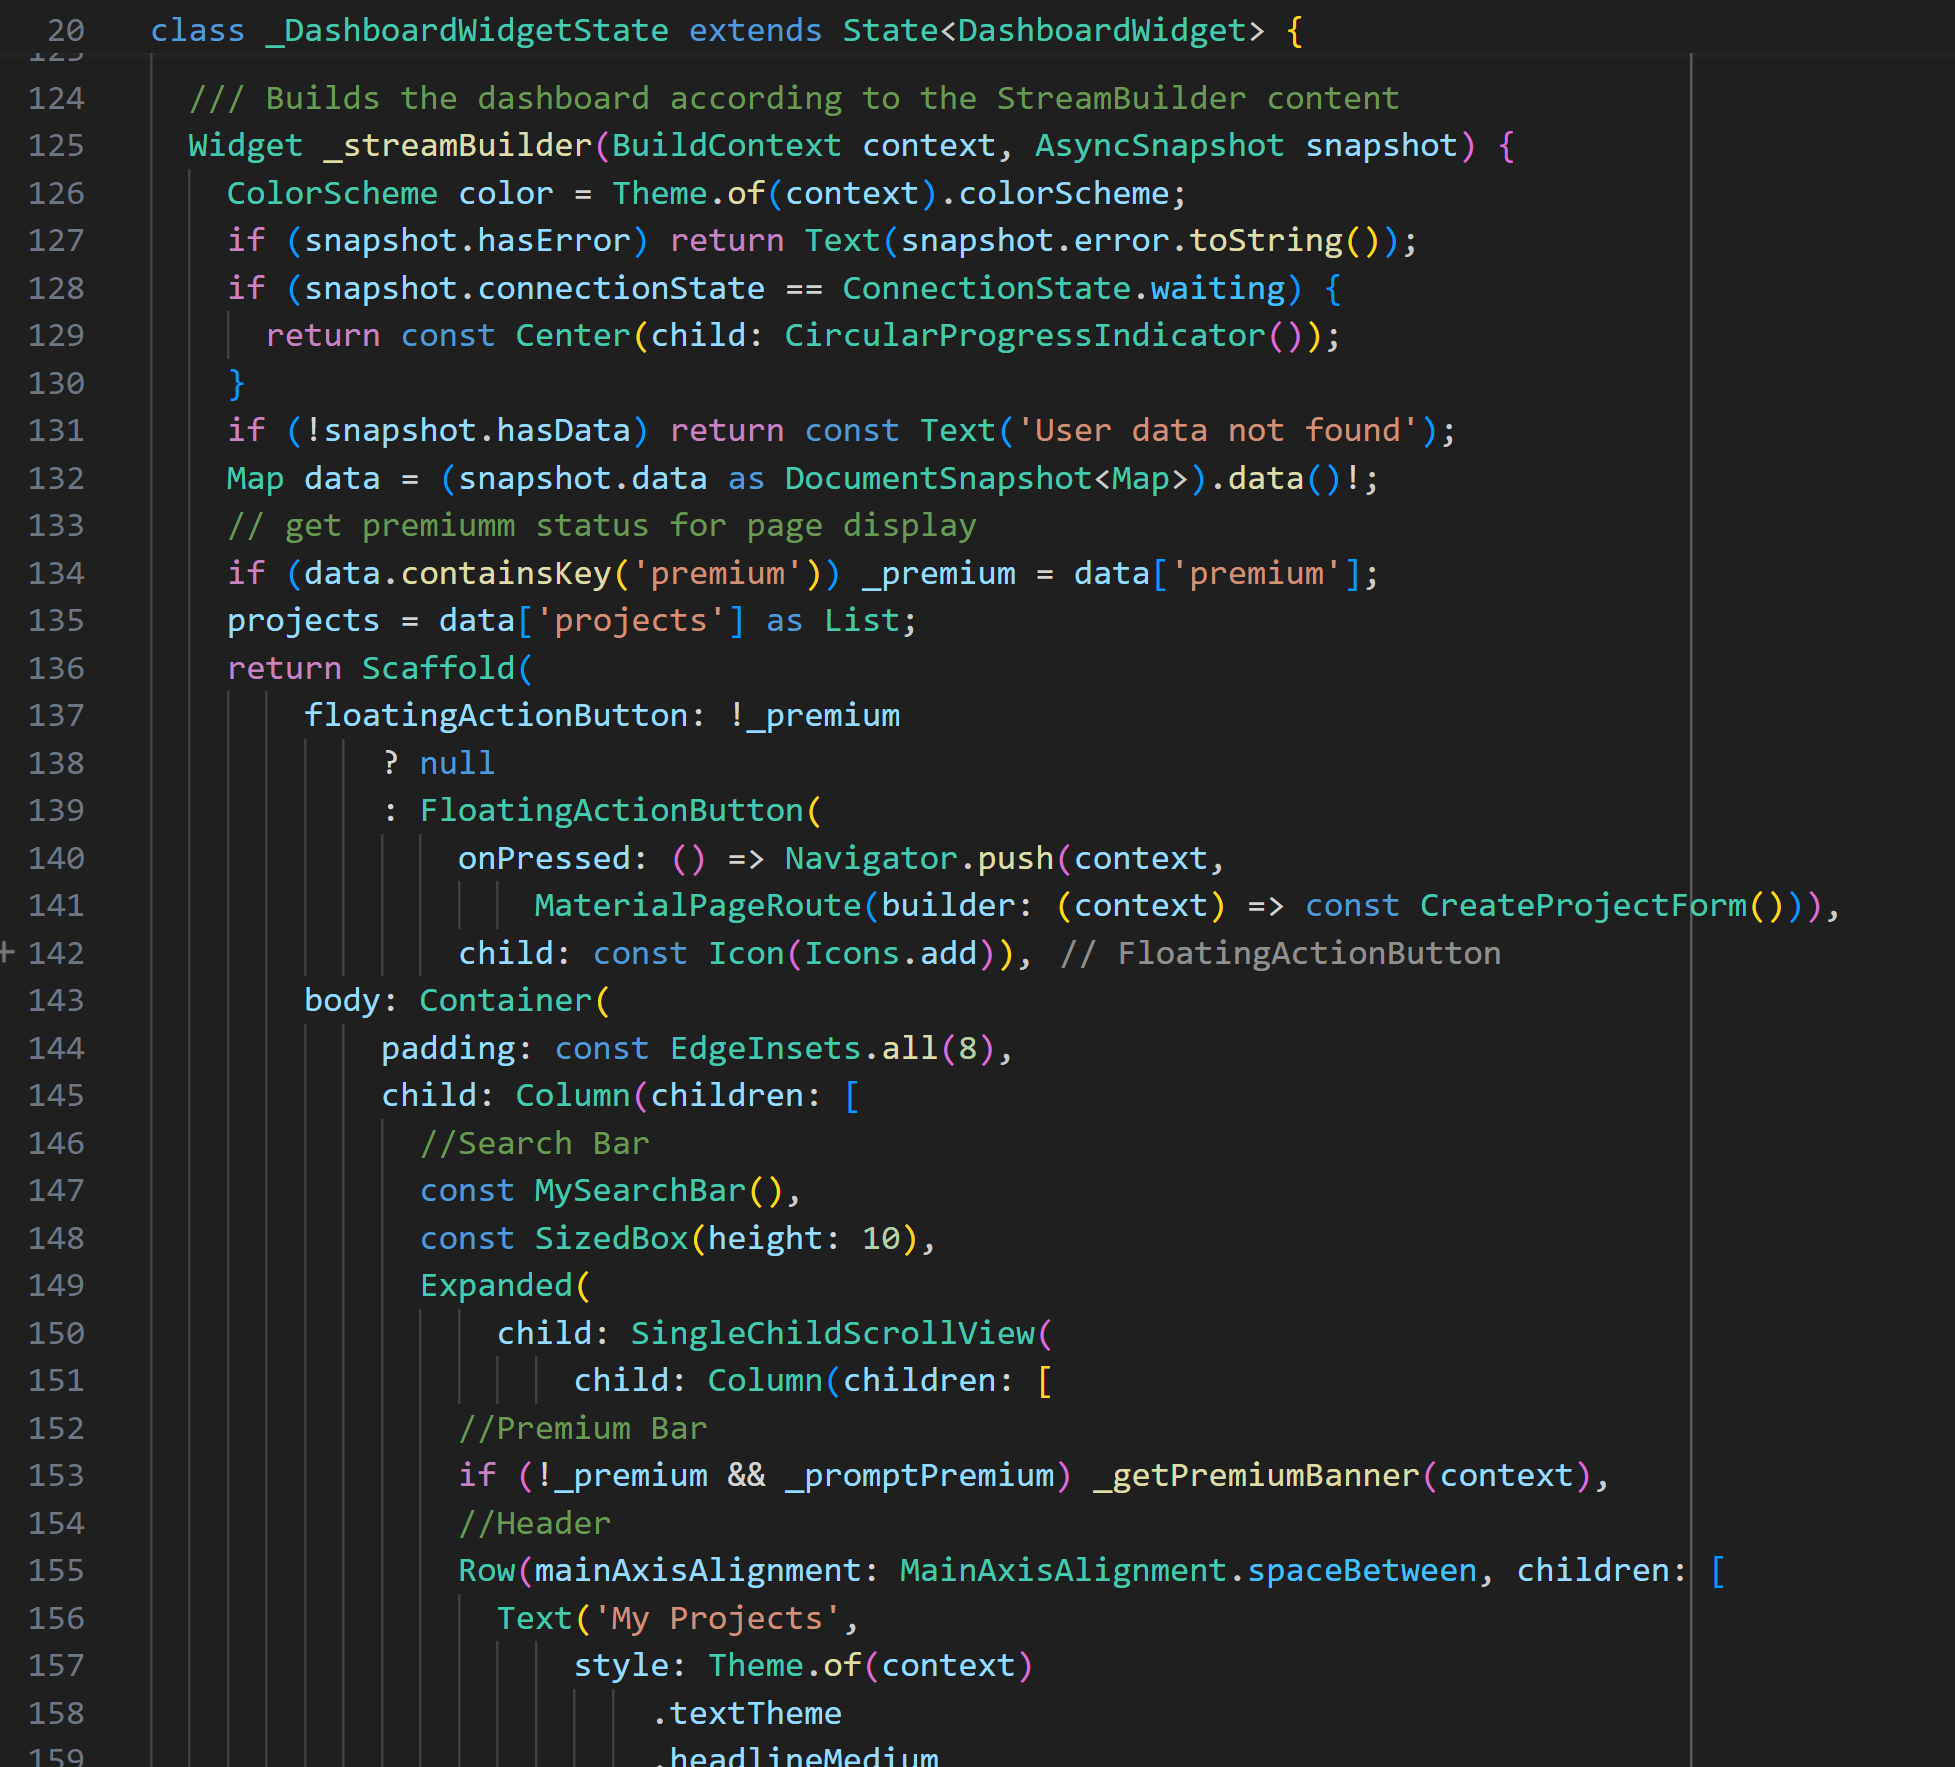 20 class _DashboardWidgetState extends State<DashboardWidget> {
123
124 /// Builds the dashboard according to the StreamBuilder content
125 Widget _streamBuilder(BuildContext context, AsyncSnapshot snapshot) {
126 ColorScheme color = Theme.of(context).colorScheme;
127 if (snapshot.hasError) return Text(snapshot.error.toString());
128 if (snapshot.connectionState == ConnectionState.waiting) {
129 return const Center(child: CircularProgressIndicator());
130 }
131 if (!snapshot.hasData) return const Text('User data not found');
132 Map data = (snapshot.data as DocumentSnapshot<Map>).data()!;
133 // get premiumm status for page display
134 if (data.containsKey('premium')) _premium = data['premium'];
135 projects = data['projects'] as List;
136 return Scaffold(
137 floatingActionButton: !_premium
138 ? null
139 : FloatingActionButton(
140 onPressed: () => Navigator.push(context,
141 MaterialPageRoute(builder: (context) => const CreateProjectForm())),
+ 142 child: const Icon(Icons.add)), // FloatingActionButton
143 body: Container(
144 padding: const EdgeInsets.all(8),
145 child: Column(children: [
146 //Search Bar
147 const MySearchBar(),
148 const SizedBox(height: 10),
149 Expanded(
150 child: SingleChildScrollView(
151 child: Column(children: [
152 //Premium Bar
153 if (!_premium && _promptPremium) _getPremiumBanner(context),
154 //Header
155 Row(mainAxisAlignment: MainAxisAlignment.spaceBetween, children: [
156 Text('My Projects',
157 style: Theme.of(context)
158 .textTheme
159 .headlineMedium